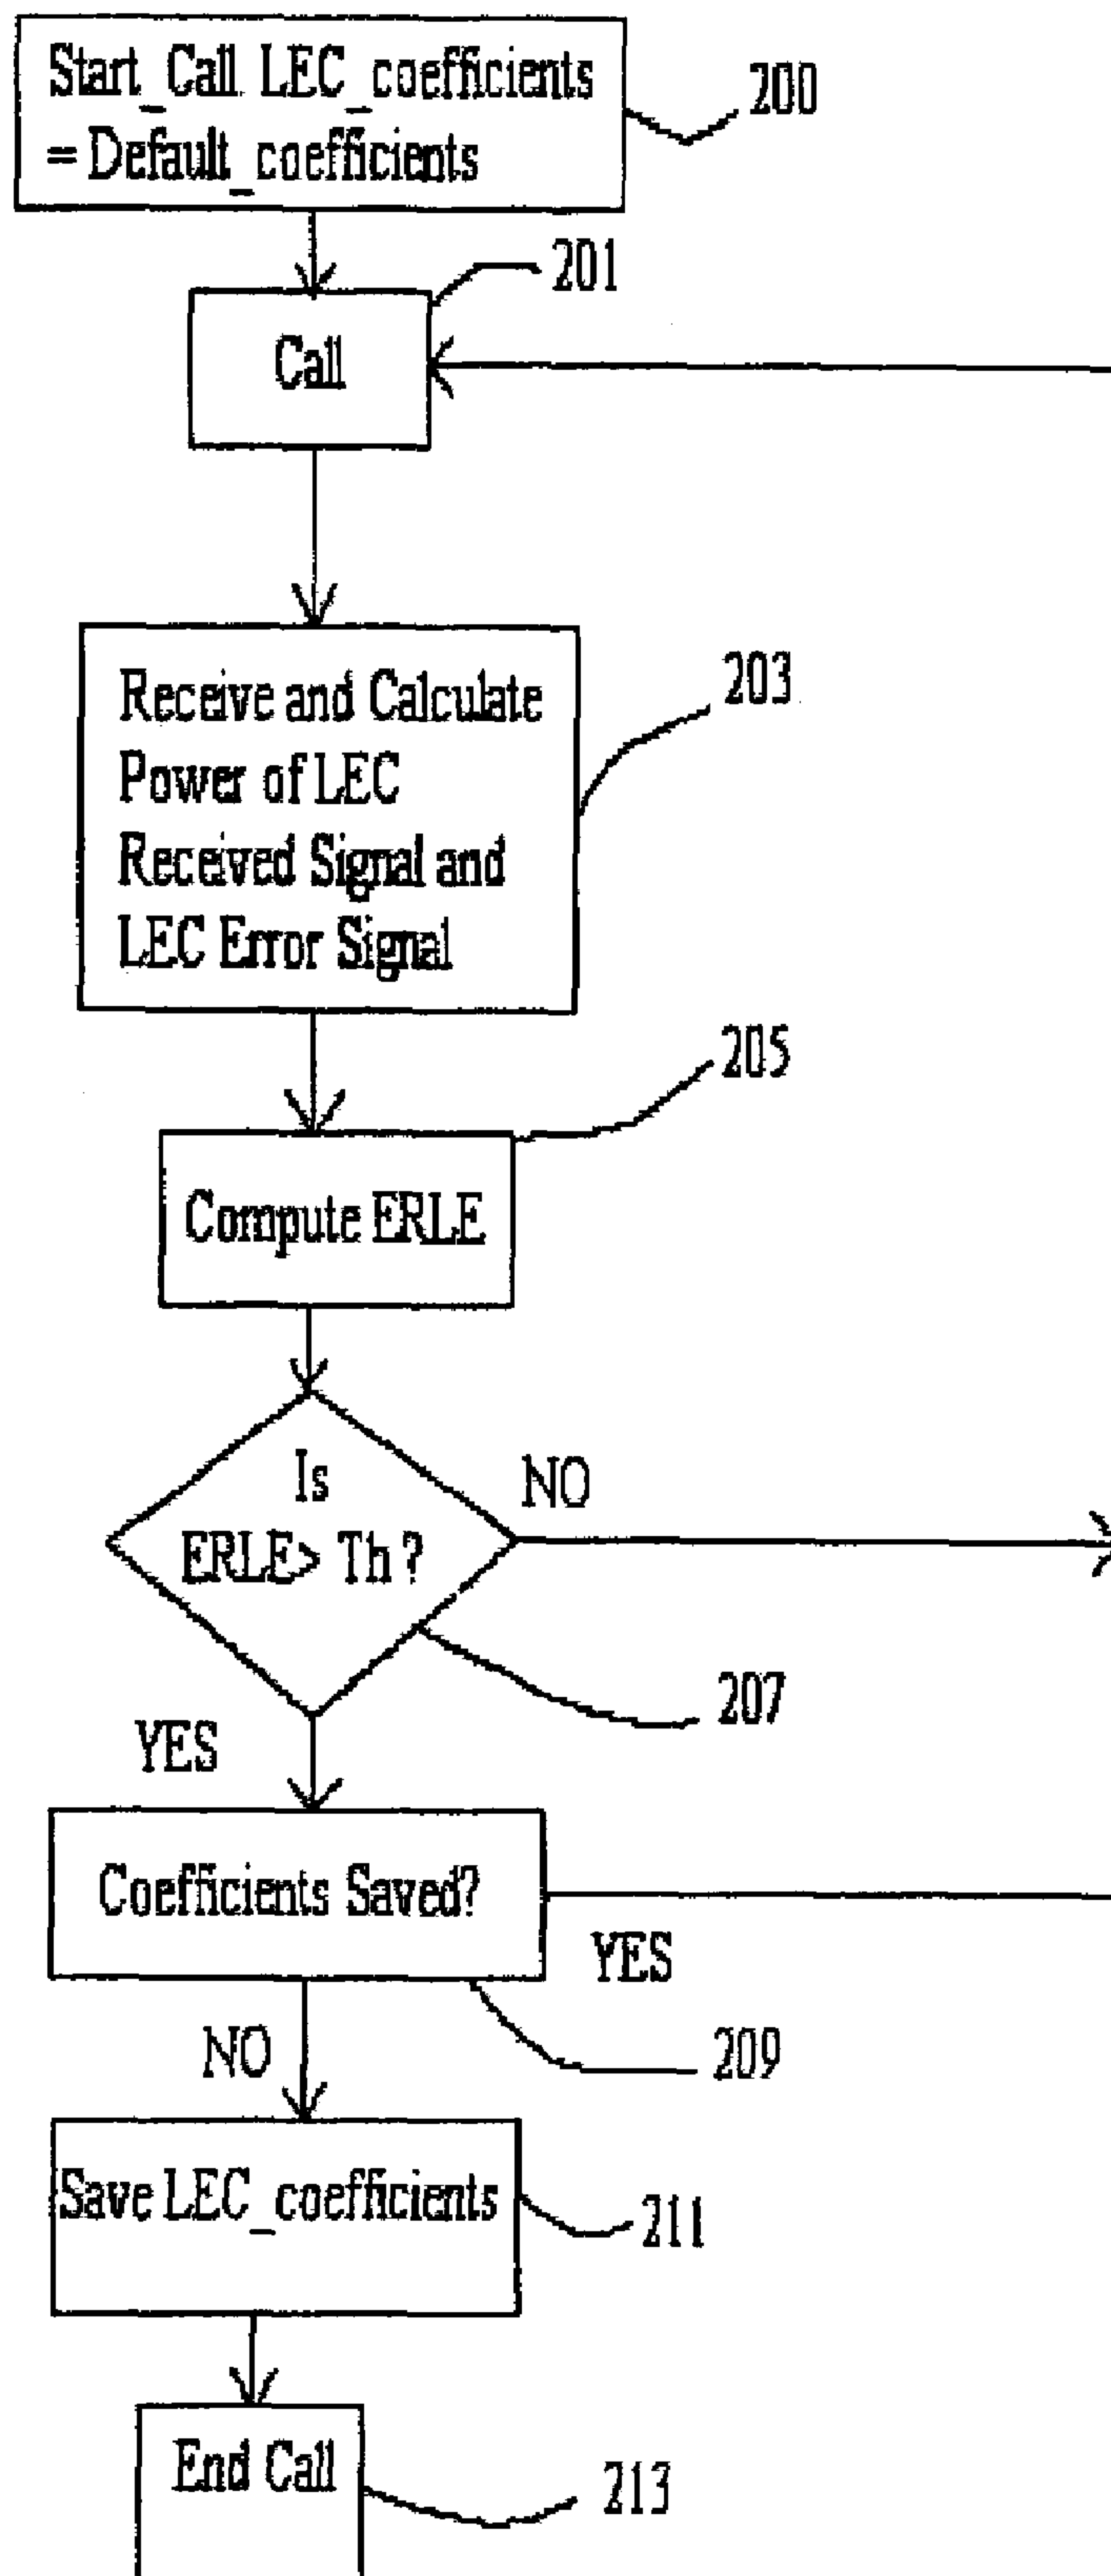 Start_Call LEC_coefficients
= Default_coefficients
200
201
Call
203
Receive and Calculate
Power of LEC
Received Signal and
LEC Error Signal
205
Compute ERLE
Is
ERLE> Th ?
NO
207
YES
Coefficients Saved?
YES
209
NO
Save LEC_coefficients
211
End Call
213